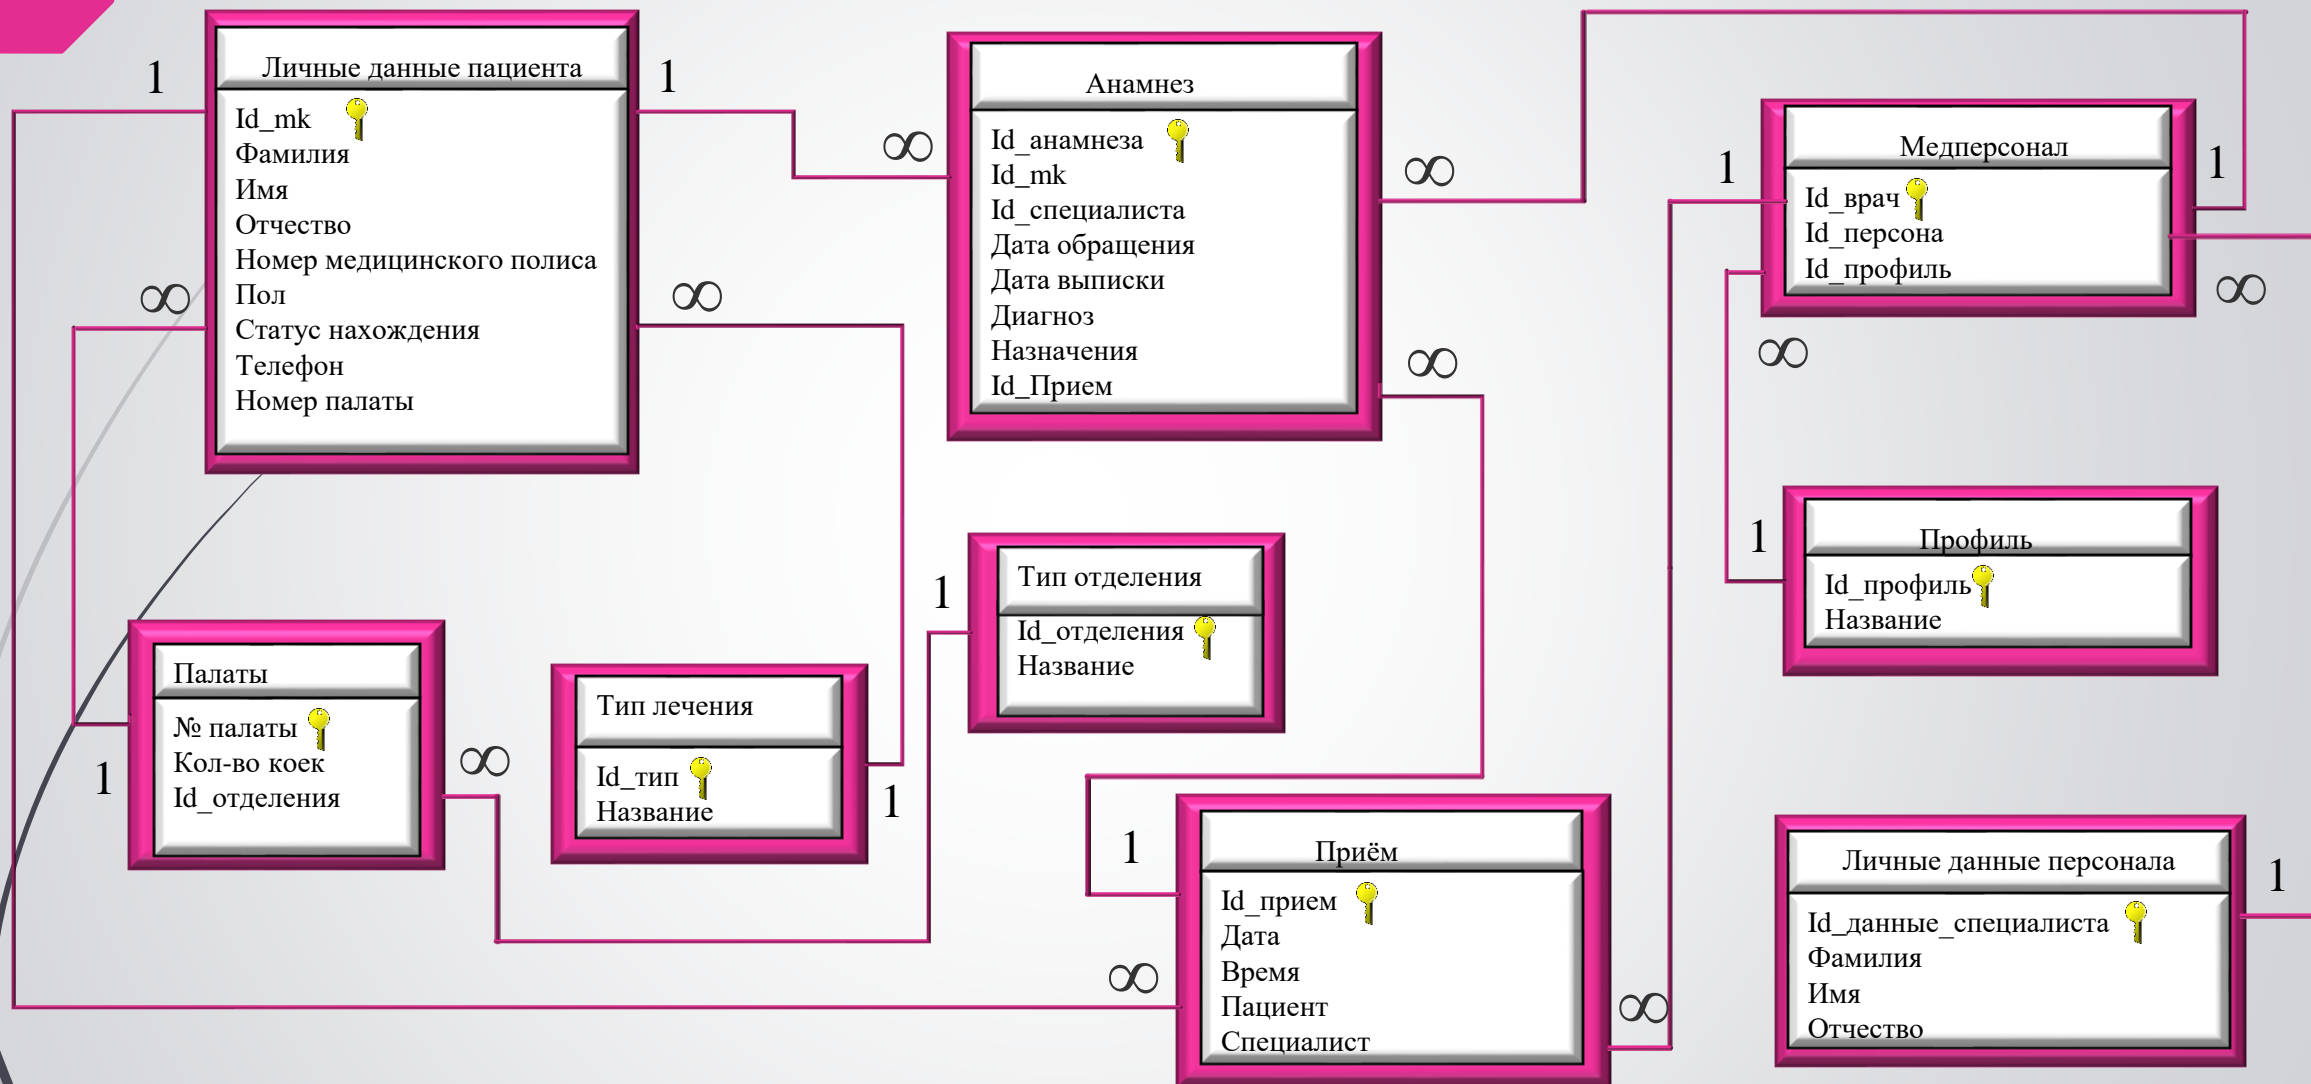 Личные данные пациента
Id_mk
Фамилия
Имя
Отчество
Номер медицинского полиса
Пол
Статус нахождения
Телефон
Номер палаты
1
1
∞
∞
Анамнез
Id_анамнеза
Id_mk
Id_специалиста
Дата обращения
Дата выписки
Диагноз
Назначения
Id_Прием
∞
∞
∞
Медперсонал
Id_врач
Id_персона
Id_профиль
1
1
∞
∞
Профиль
Id_профиль
Название
1
Тип отделения
Id_отделения
Название
1
Палаты
№ палаты
Кол-во коек
Id_отделения
1
∞
Тип лечения
Id_тип
Название
1
Приём
Id_прием
Дата
Время
Пациент
Специалист
1
∞
∞
Личные данные персонала
Id_данные_специалиста
Фамилия
Имя
Отчество
1